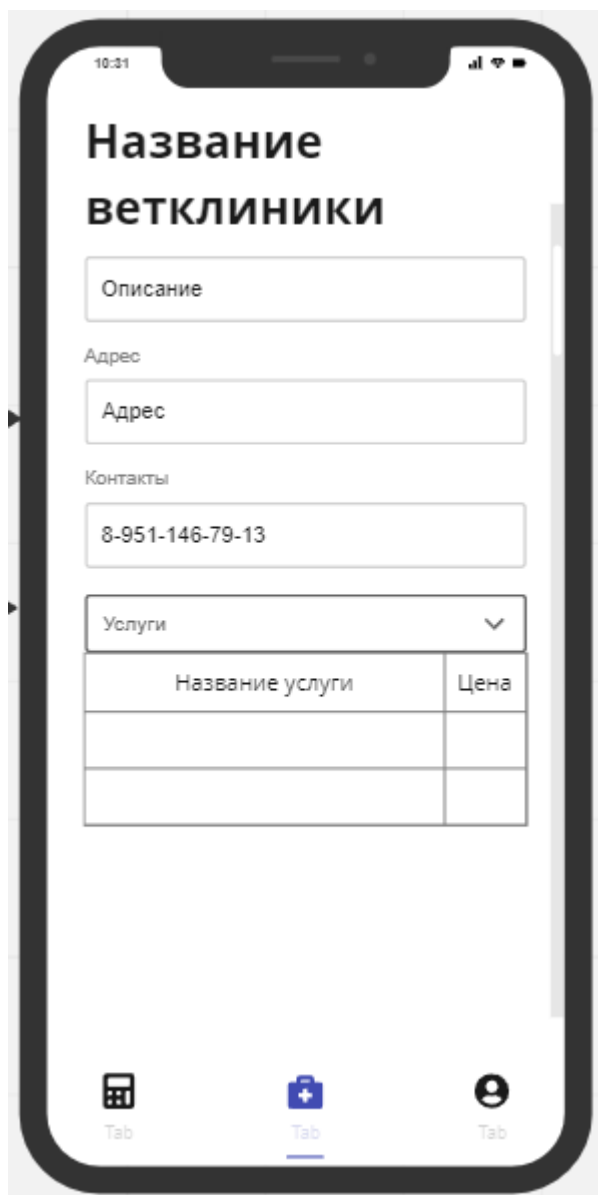 10:31
Название
ветклиники
Описание
Адрес
Адрес
Контакты
8-951-146-79-13
Услуги
Название услуги Цена
Tab Tab Tab